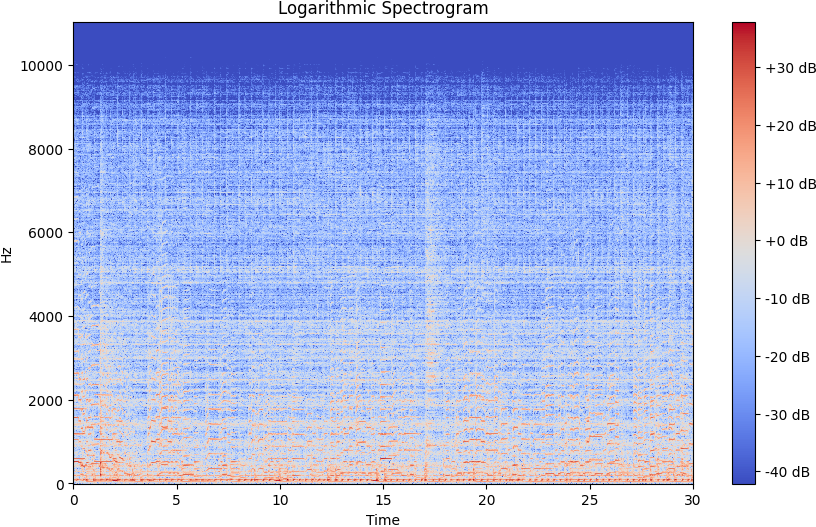 Logarithmic Spectrogram
10000
8000
6000
4000
2000
0
Hz
0 5 10 15 20 25 30
Time
+30 dB
+20 dB
+10 dB
+0 dB
-10 dB
-20 dB
-30 dB
-40 dB